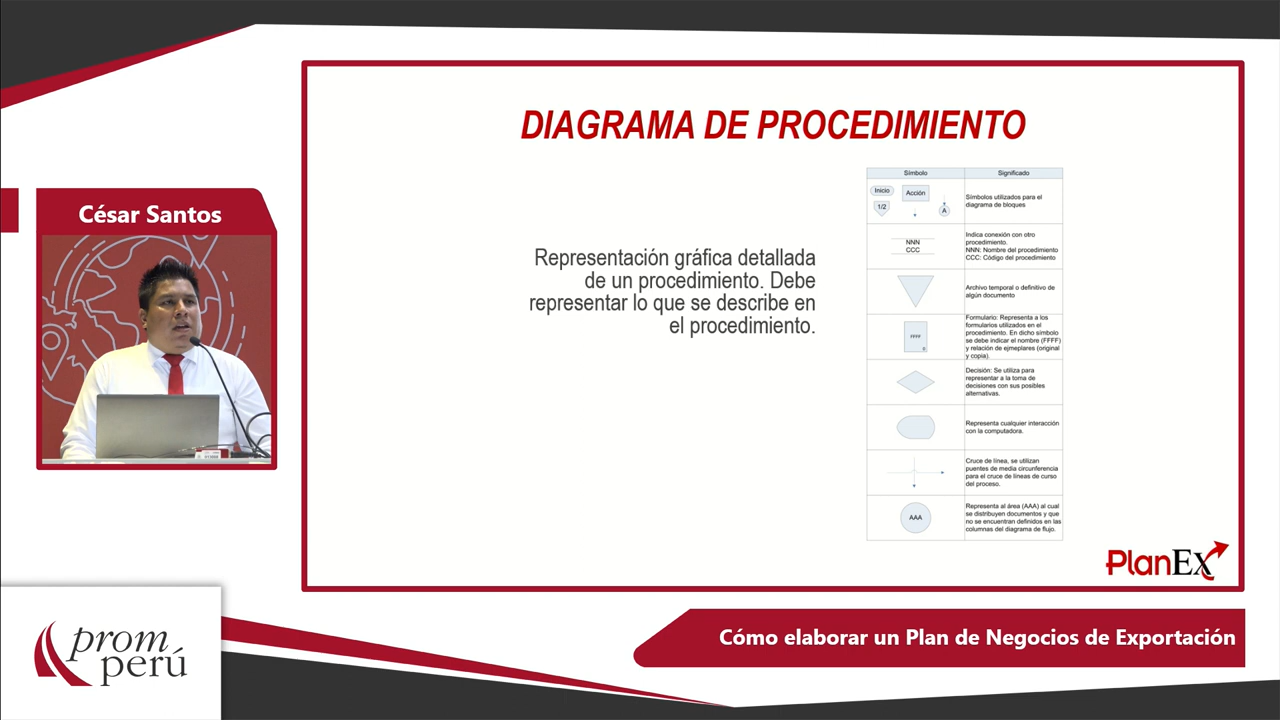 DIAGRAMA DE PROCEDIMIENTO
César Santos
Representación gráfica detallada
de un procedimiento. Debe
representar lo que se describe en
el procedimiento.
Símbolo
Significado
Inicio
Acción
1/2
A
Símbolos utilizados para el
diagrama de bloques
NNN
CCC
Indica conexión con otro
procedimiento.
NNN: Nombre del procedimiento
CCC: Código del procedimiento
Archivo temporal o definitivo de
algún documento
FFFF
Formulario: Representa a los
formularios utilizados en el
procedimiento. En dicho símbolo
se debe indicar el nombre (FFFF)
y relación de ejmeplares (original
y copia).
Decisión: Se utiliza para
representar a la toma de
decisiones con sus posibles
alternativas.
Representa cualquier interacción
con la computadora.
Cruce de línea, se utilizan
puentes de media circunferencia
para el cruce de líneas de curso
del proceso.
AAA
Representa al área (AAA) al cual
se distribuyen documentos y que
no se encuentran definidos en las
columnas del diagrama de flujo.
PlanEx
prom
perú
Cómo elaborar un Plan de Negocios de Exportación